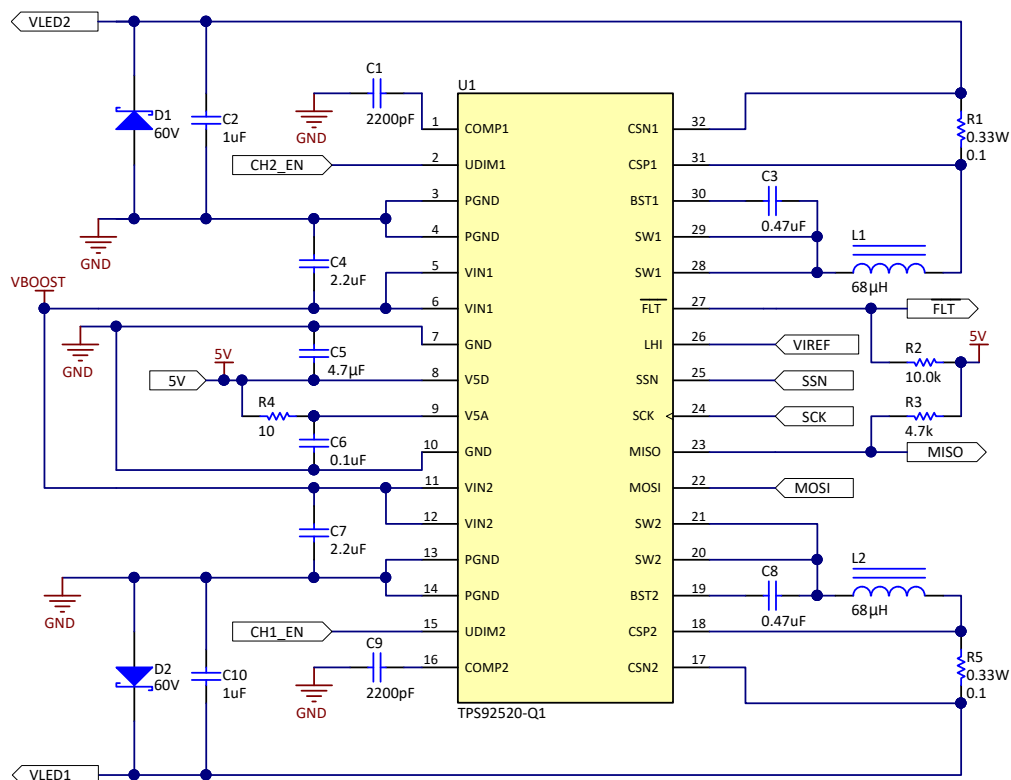 VLED2
C1
2200pF
GND
U1
D1
60V
C2
1uF
R1
0.33W
0.1
1 COMP1 CSN1 32
CH2_EN
2 UDIM1 CSP1 31
C3
0.47uF
3 PGND BST1 30
4 PGND SW1 29
GND
L1
68µH
C4
2.2uF
5 VIN1 SW1 28
VBOOST
6 VIN1 FLT 27
FLT
GND
7 GND LHI 26
VIREF
5V
R2
10.0k
C5
4.7µF
5V
5V
8 V5D SSN 25
SSN
R4
10
9 V5A SCK 24
SCK
R3
4.7k
C6
0.1uF
10 GND MISO 23
MISO
11 VIN2 MOSI 22
MOSI
12 VIN2 SW2 21
C7
2.2uF
13 PGND SW2 20
L2
68µH
GND
14 PGND BST2 19
C8
0.47uF
CH1_EN
15 UDIM2 CSP2 18
C9
2200pF
GND
16 COMP2 CSN2 17
D2
60V
C10
1uF
R5
0.33W
0.1
TPS92520-Q1
VLED1